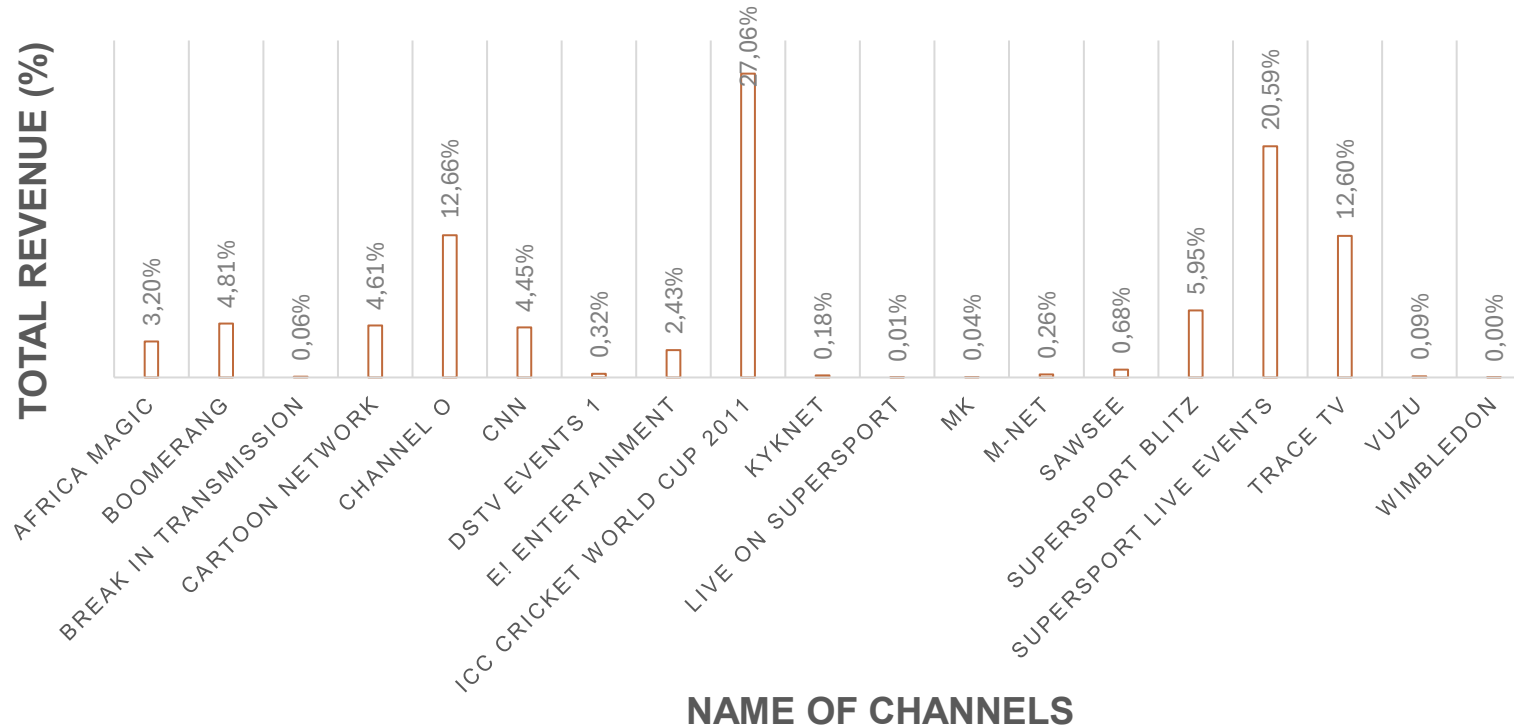 TOTAL REVENUE (%)
3,20%
4,81%
0,06%
4,61%
12,66%
4,45%
0,32%
2,43%
27,06%
0,18%
0,01%
0,04%
0,26%
0,68%
5,95%
20,59%
12,60%
0,09%
0,00%
AFRICA MAGIC
BOOMERANG
BREAK IN TRANSMISSION
CARTOON NETWORK
CHANNEL O
CNN
DSTV EVENTS 1
E! ENTERTAINMENT
ICC CRICKET WORLD CUP 2011
KYKNET
LIVE ON SUPERSPORT
MK
M-NET
SAWSEE
SUPERSPORT BLITZ
SUPERSPORT LIVE EVENTS
TRACE TV
VUZU
WIMBLEDON
NAME OF CHANNELS